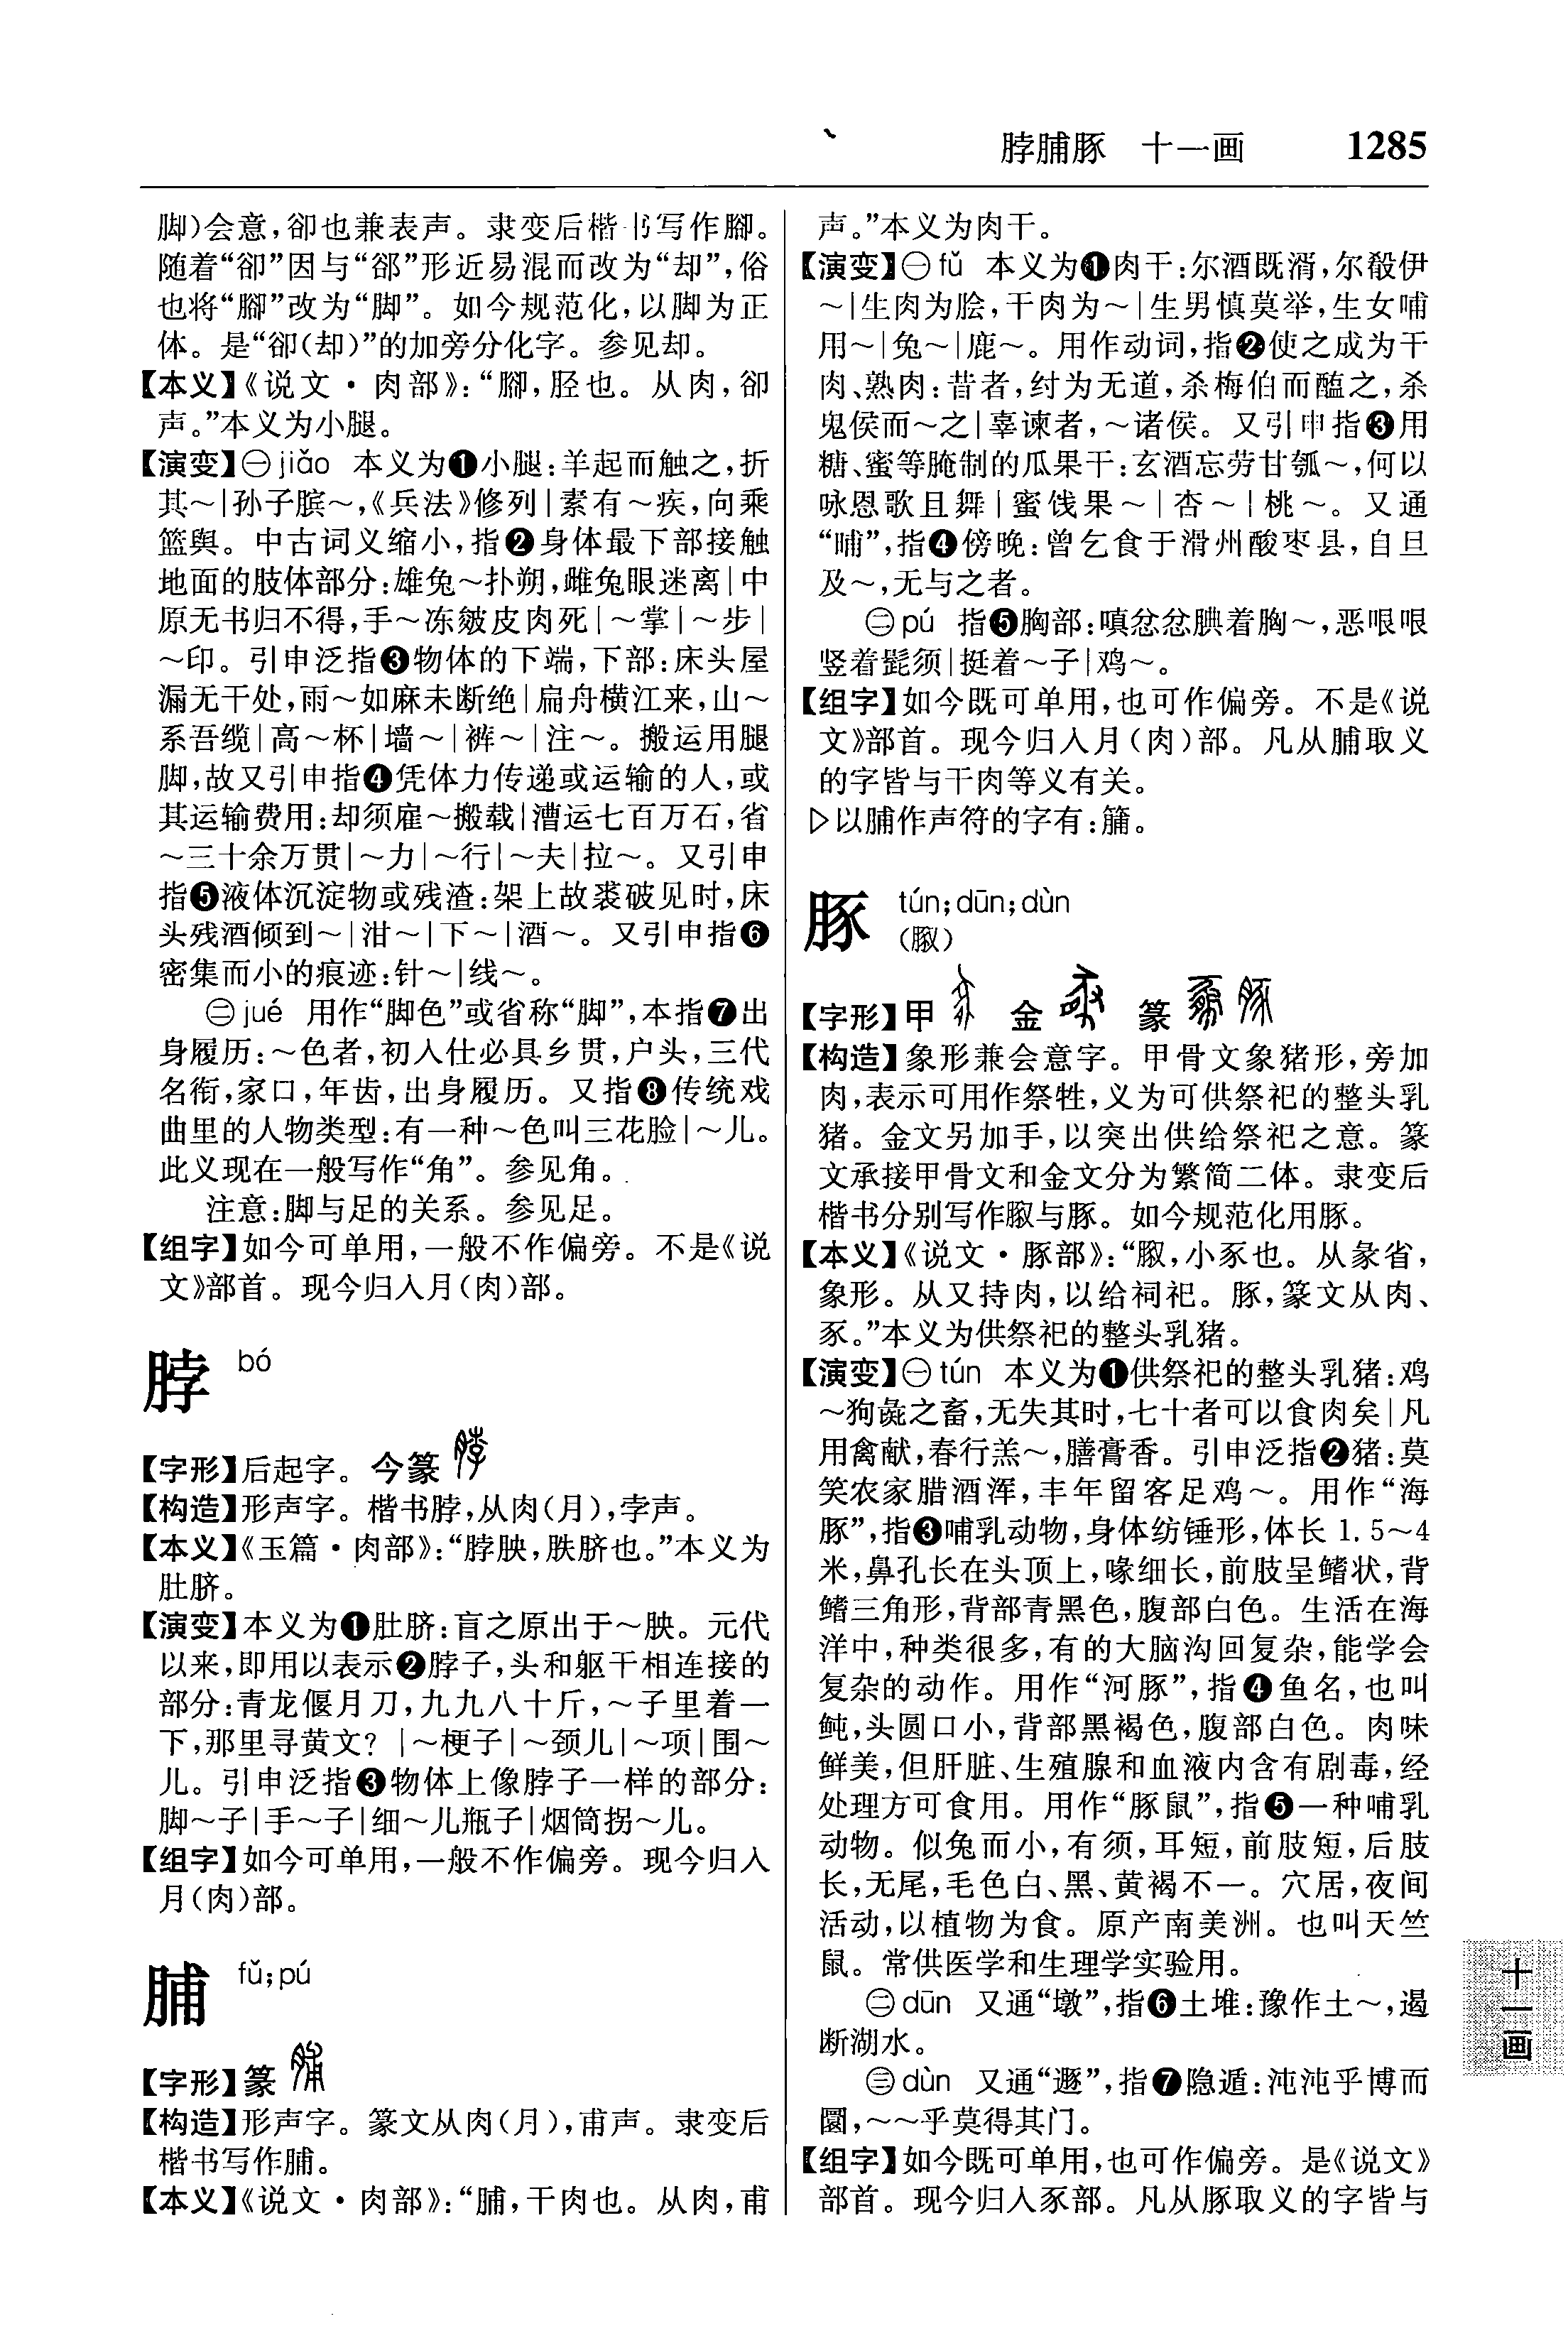 脖脯豚 十一画 1285
脚)会意,卻也兼表声。隶变后楷书写作腳。
随着“卻”因与“郤”形近易混而改为“却”,俗
也将“腳”改为“脚”。如今规范化,以脚为正
体。是“卻(却)”的加旁分化字。参见却。
【本义】《说文·肉部》:“腳,胫也。从肉,卻
声。”本义为小腿。
【演变】㊀jiǎo 本义为❶小腿:羊起而触之,折
其~|孙子膑~,《兵法》修列|素有~疾,向乘
篮舆。中古词义缩小,指❷身体最下部接触
地面的肢体部分:雄兔~扑朔,雌兔眼迷离|中
原无书归不得,手~冻皴皮肉死|~掌|~步|
~印。引申泛指❸物体的下端,下部:床头屋
漏无干处,雨~如麻未断绝|扁舟横江来,山~
系吾缆|高~杯|墙~|裤~|注~。搬运用腿
脚,故又引申指❹凭体力传递或运输的人,或
其运输费用:却须雇~搬载|漕运七百万石,省
~三十余万贯|~力|~行|~夫|拉~。又引申
指❺液体沉淀物或残渣:架上故裘破见时,床
头残酒倾到~|泔~|下~|酒~。又引申指❻
密集而小的痕迹:针~|线~。
㊁jué 用作“脚色”或省称“脚”,本指❼出
身履历:~色者,初入仕必具乡贯,户头,三代
名衔,家口,年齿,出身履历。又指❽传统戏
曲里的人物类型:有一种~色叫三花脸|~儿。
此义现在一般写作“角”。参见角。
注意:脚与足的关系。参见足。
【组字】如今可单用,一般不作偏旁。不是《说
文》部首。现今归入月(肉)部。
脖 bó
【字形】后起字。今篆
【构造】形声字。楷书脖,从肉(月),孛声。
【本义】《玉篇·肉部》:“脖胦,胅脐也。”本义为
肚脐。
【演变】本义为❶肚脐:肓之原出于~胦。元代
以来,即用以表示❷脖子,头和躯干相连接的
部分:青龙偃月刀,九九八十斤,~子里着一
下,那里寻黄文?|~梗子|~颈儿|~项|围~
儿。引申泛指❸物体上像脖子一样的部分:
脚~子|手~子|细~儿瓶子|烟筒拐~儿。
【组字】如今可单用,一般不作偏旁。现今归入
月(肉)部。
脯 fǔ;pú
【字形】篆
【构造】形声字。篆文从肉(月),甫声。隶变后
楷书写作脯。
【本义】《说文·肉部》:“脯,干肉也。从肉,甫
声。”本义为肉干。
【演变】㊀fǔ 本义为❶肉干:尔酒既湑,尔殽伊
~|生肉为脍,干肉为~|生男慎莫举,生女哺
用~|兔~|鹿~。用作动词,指❷使之成为干
肉、熟肉:昔者,纣为无道,杀梅伯而醢之,杀
鬼侯而~之|辜谏者,~诸侯。又引申指❸用
糖、蜜等腌制的瓜果干:玄酒忘劳甘瓠~,何以
咏恩歌且舞|蜜饯果~|杏~|桃~。又通
“晡”,指❹傍晚:曾乞食于滑州酸枣县,自旦
及~,无与之者。
㊁pú 指❺胸部:嗔忿忿腆着胸~,恶哏哏
竖着髭须|挺着~子|鸡~。
【组字】如今既可单用,也可作偏旁。不是《说
文》部首。现今归入月(肉)部。凡从脯取义
的字皆与干肉等义有关。
▷以脯作声符的字有:䈬。
豚 tún;dūn;dùn
(豛)
【字形】甲 金 篆
【构造】象形兼会意字。甲骨文象猪形,旁加
肉,表示可用作祭牲,义为可供祭祀的整头乳
猪。金文另加手,以突出供给祭祀之意。篆
文承接甲骨文和金文分为繁简二体。隶变后
楷书分别写作𢑓与豚。如今规范化用豚。
【本义】《说文·豚部》:“𢑓,小豕也。从彖省,
象形。从又持肉,以给祠祀。豚,篆文从肉、
豕。”本义为供祭祀的整头乳猪。
【演变】㊀tún 本义为❶供祭祀的整头乳猪:鸡
~狗彘之畜,无失其时,七十者可以食肉矣|凡
用禽献,春行羔~,膳膏香。引申泛指❷猪:莫
笑农家腊酒浑,丰年留客足鸡~。用作“海
豚”,指❸哺乳动物,身体纺锤形,体长1.5~4
米,鼻孔长在头顶上,喙细长,前肢呈鳍状,背
鳍三角形,背部青黑色,腹部白色。生活在海
洋中,种类很多,有的大脑沟回复杂,能学会
复杂的动作。用作“河豚”,指❹鱼名,也叫
鲀,头圆口小,背部黑褐色,腹部白色。肉味
鲜美,但肝脏、生殖腺和血液内含有剧毒,经
处理方可食用。用作“豚鼠”,指❺一种哺乳
动物。似兔而小,有须,耳短,前肢短,后肢
长,无尾,毛色白、黑、黄褐不一。穴居,夜间
活动,以植物为食。原产南美洲。也叫天竺
鼠。常供医学和生理学实验用。
㊁dūn 又通“墩”,指❻土堆:豫作土~,遏
断湖水。
㊂dùn 又通“遯”,指❼隐遁:沌沌乎博而
圜,~~乎莫得其门。
【组字】如今既可单用,也可作偏旁。是《说文》
部首。现今归入豕部。凡从豚取义的字皆与
十一画